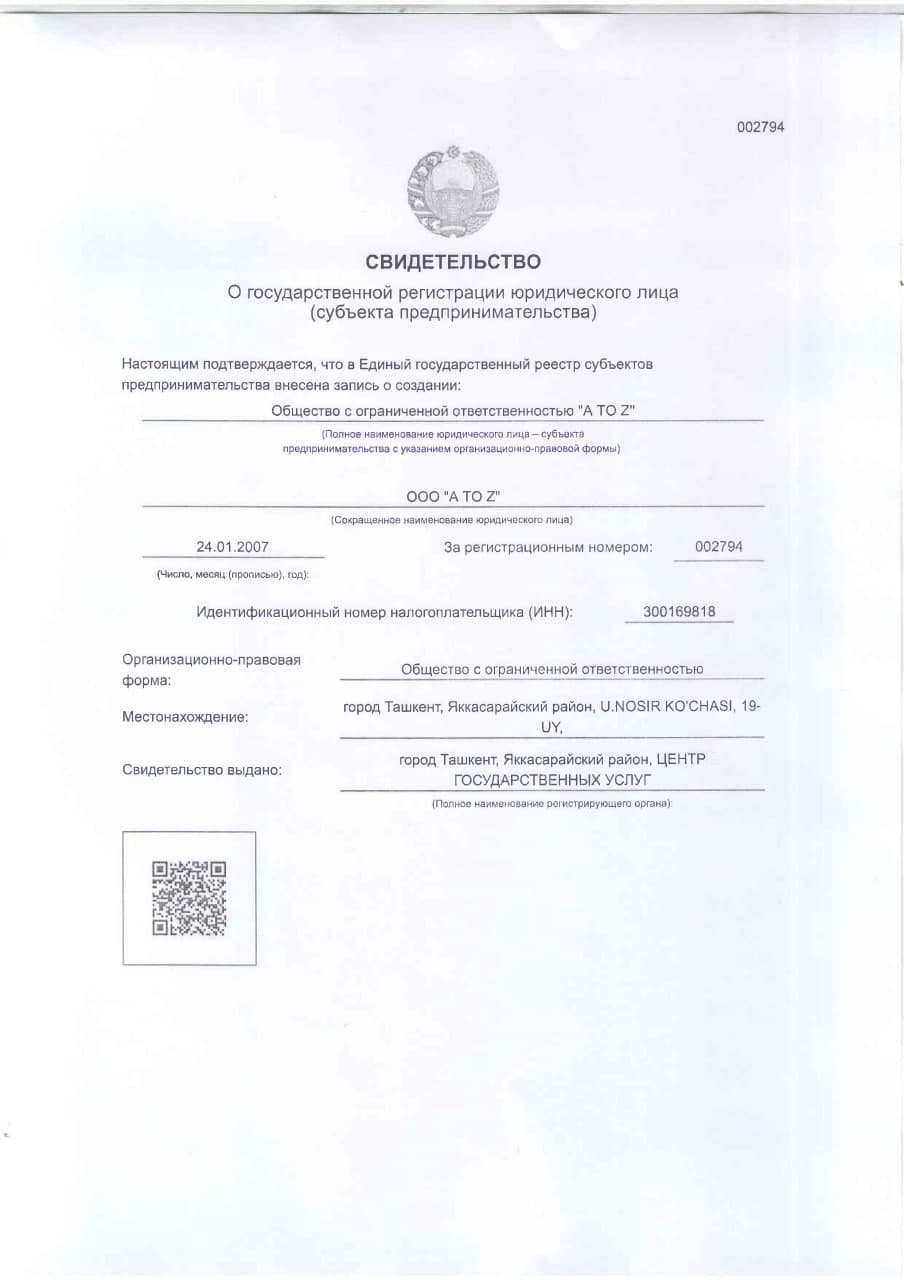 002794
СВИДЕТЕЛЬСТВО
О государственной регистрации юридического лица
(субъекта предпринимательства)
Настоящим подтверждается, что в Единый государственный реестр субъектов
предпринимательства внесена запись о создании:
Общество с ограниченной ответственностью "A TO Z"
(Полное наименование юридического лица – субъекта
предпринимательства с указанием организационно-правовой формы)
ООО "A TO Z"
(Сокращенное наименование юридического лица)
24.01.2007 За регистрационным номером: 002794
(Число, месяц (прописью), год):
Идентификационный номер налогоплательщика (ИНН): 300169818
Организационно-правовая
форма:
Общество с ограниченной ответственностью
Местонахождение:
город Ташкент, Яккасарайский район, U.NOSIR KO'CHASI, 19-
UY,
Свидетельство выдано:
город Ташкент, Яккасарайский район, ЦЕНТР
ГОСУДАРСТВЕННЫХ УСЛУГ
(Полное наименование регистрирующего органа):